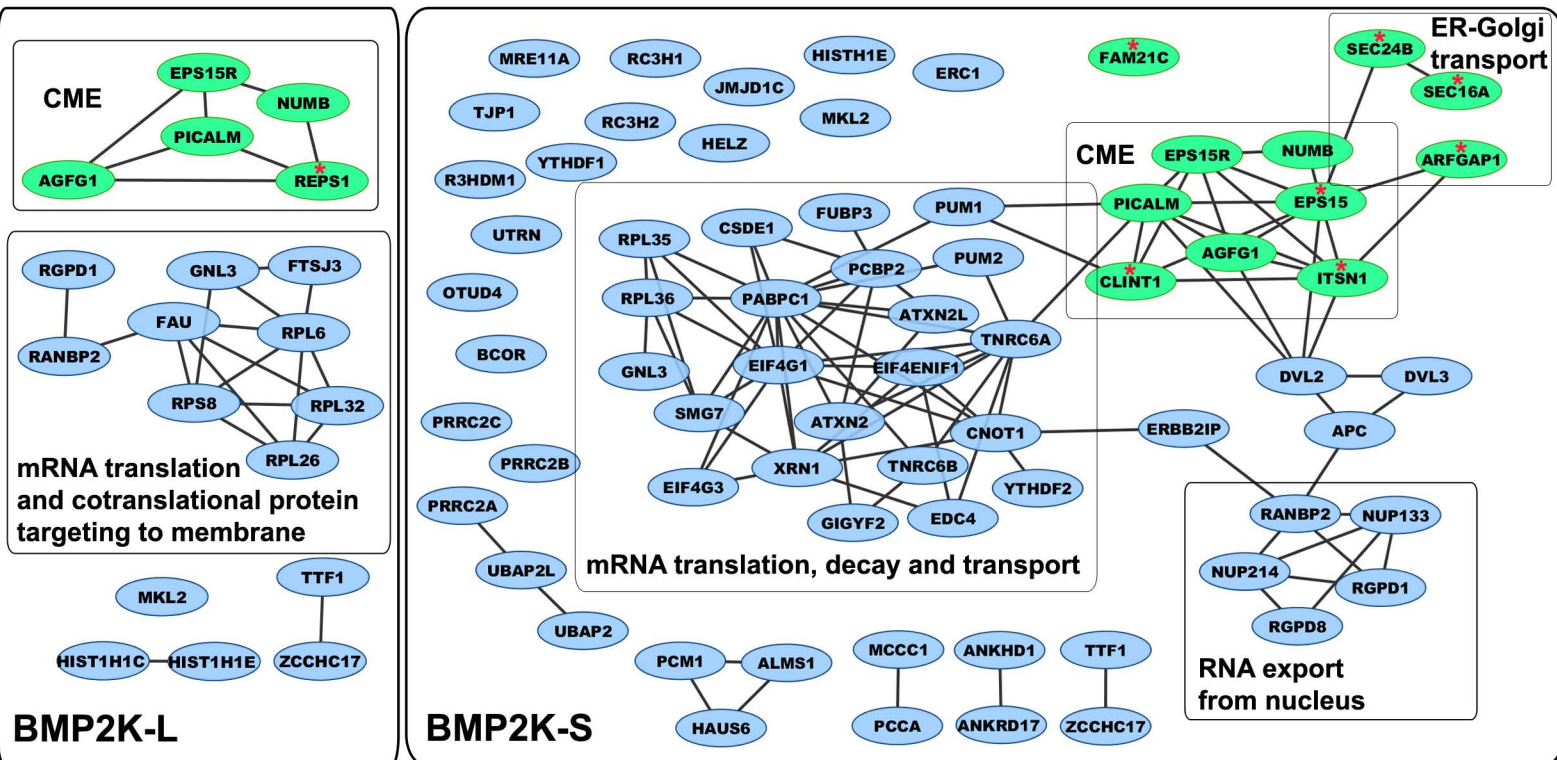 CME
EPS15R
NUMB
PICALM
AGFG1
*
REPS1
RGPD1
GNL3
FTSJ3
FAU
RPL6
RANBP2
RPS8
RPL32
RPL26
mRNA translation
and cotranslational protein
targeting to membrane
TTF1
MKL2
HIST1H1C
HIST1H1E
ZCCHC17
BMP2K-L
MRE11A
RC3H1
HISTH1E
JMJD1C
ERC1
TJP1
RC3H2
MKL2
HELZ
YTHDF1
R3HDM1
UTRN
OTUD4
BCOR
PRRC2C
PRRC2B
PRRC2A
UBAP2L
UBAP2
*
FAM21C
ER-Golgi
transport
*
SEC24B
*
SEC16A
*
ARFGAP1
CME
EPS15R
NUMB
PICALM
*
EPS15
AGFG1
*
CLINT1
*
ITSN1
FUBP3
PUM1
CSDE1
RPL35
PCBP2
PUM2
RPL36
PABPC1
ATXN2L
TNRC6A
GNL3
EIF4G1
EIF4ENIF1
SMG7
ATXN2
CNOT1
XRN1
TNRC6B
EIF4G3
YTHDF2
GIGYF2
EDC4
mRNA translation, decay and transport
DVL2
DVL3
ERBB2IP
APC
RANBP2
NUP133
NUP214
RGPD1
RGPD8
RNA export
from nucleus
PCM1
ALMS1
HAUS6
MCCC1
PCCA
ANKHD1
ANKRD17
TTF1
ZCCHC17
BMP2K-S